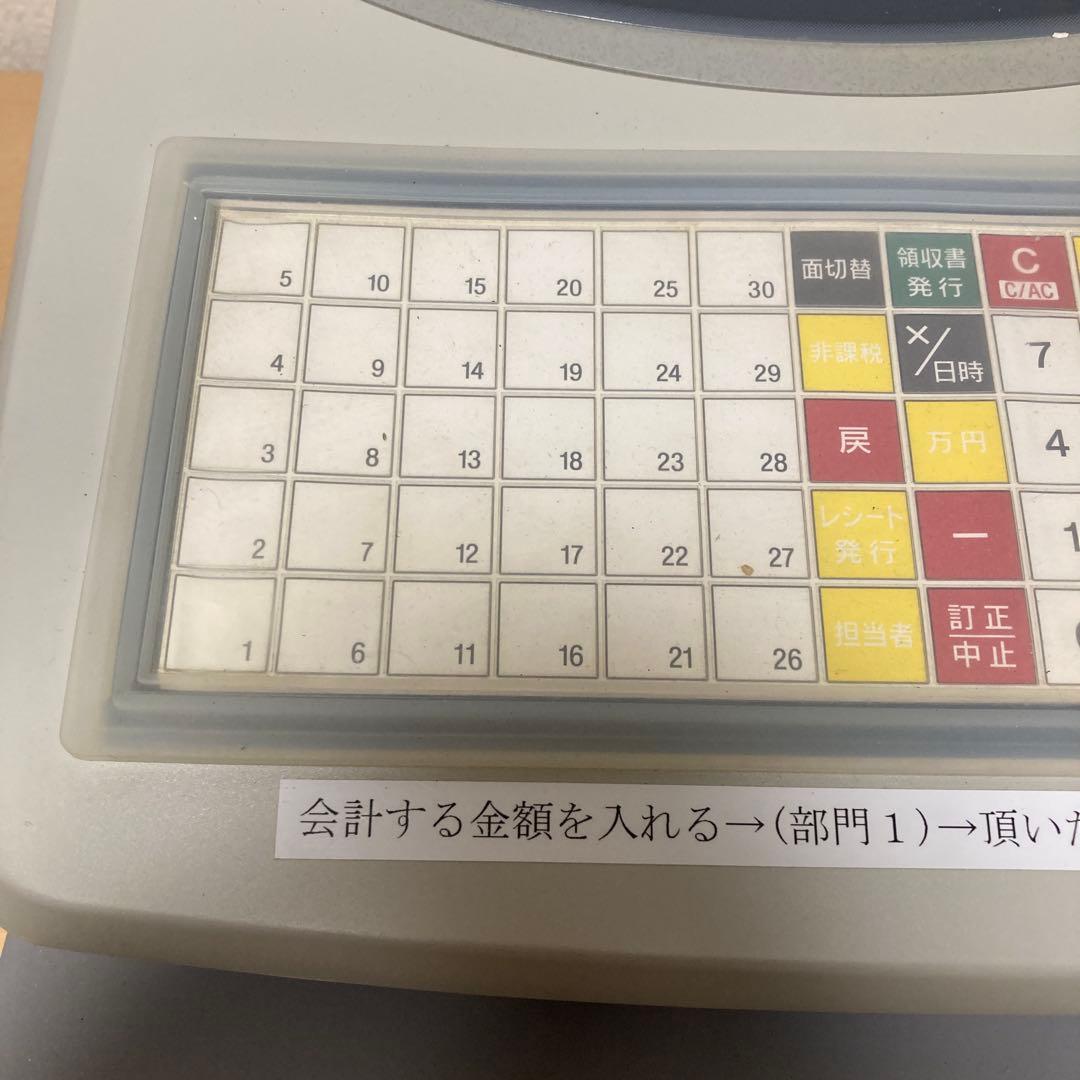 5 10 15 20 25 30 面切替 領収書 C
発行 C/AC
4 9 14 19 24 29 非課税 ×/日時 7
3 8 13 18 23 28 戻 万円 4
2 7 12 17 22 27 レシート ー 1
発行
1 6 11 16 21 26 担当者 訂正
中止
会計する金額を入れる→(部門1)→頂い